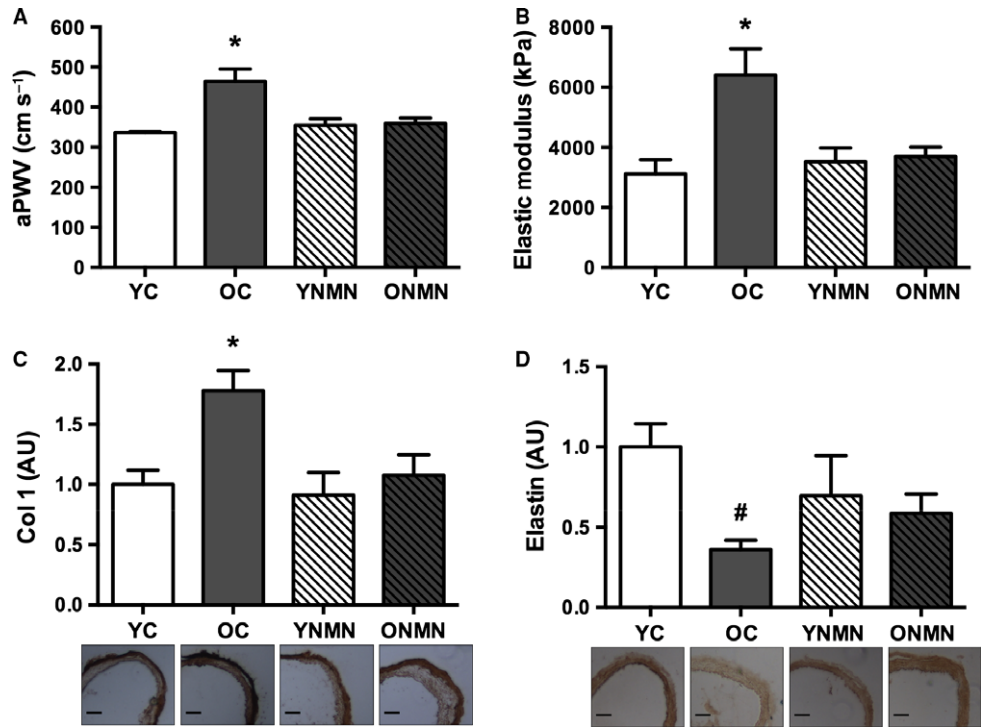 A
aPWV (cm s⁻¹)
600
500
400
300
200
100
0
*
YC OC YNMN ONMN
B
Elastic modulus (kPa)
8000
6000
4000
2000
0
*
YC OC YNMN ONMN
C
Col 1 (AU)
2.0
1.5
1.0
0.5
0.0
*
YC OC YNMN ONMN
D
Elastin (AU)
1.5
1.0
0.5
0.0
#
YC OC YNMN ONMN